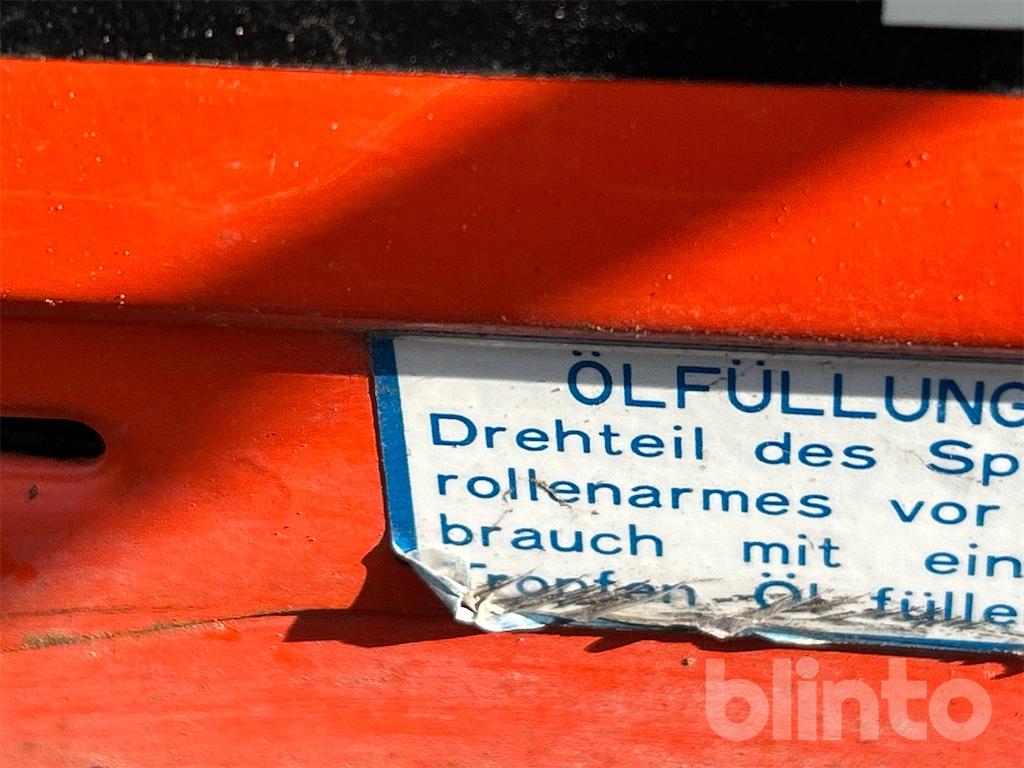 ÖLFÜLLUNG
Drehteil des Sp
rollenarmes vor
brauch mit ein
Tropfen Öl fülle
blinto